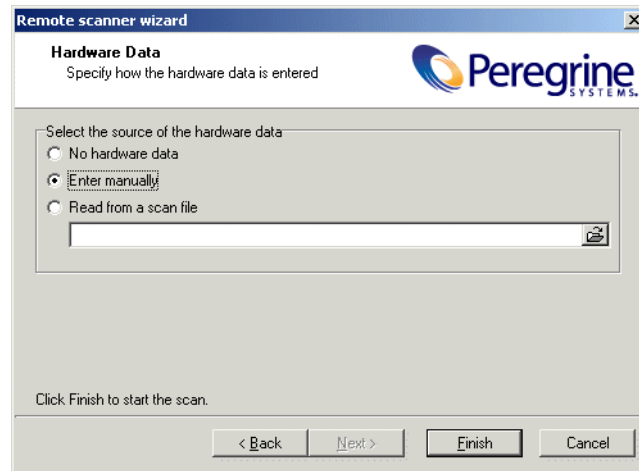 Remote scanner wizard
Hardware Data
Specify how the hardware data is entered
Peregrine
SYSTEMS.
Select the source of the hardware data
No hardware data
Enter manually
Read from a scan file
Click Finish to start the scan.
< Back
Next >
Finish
Cancel